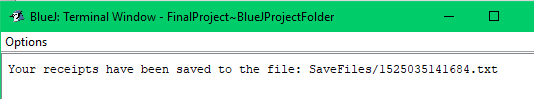 BlueJ: Terminal Window - FinalProject~BlueJProjectFolder
Options
Your receipts have been saved to the file: SaveFiles/1525035141684.txt